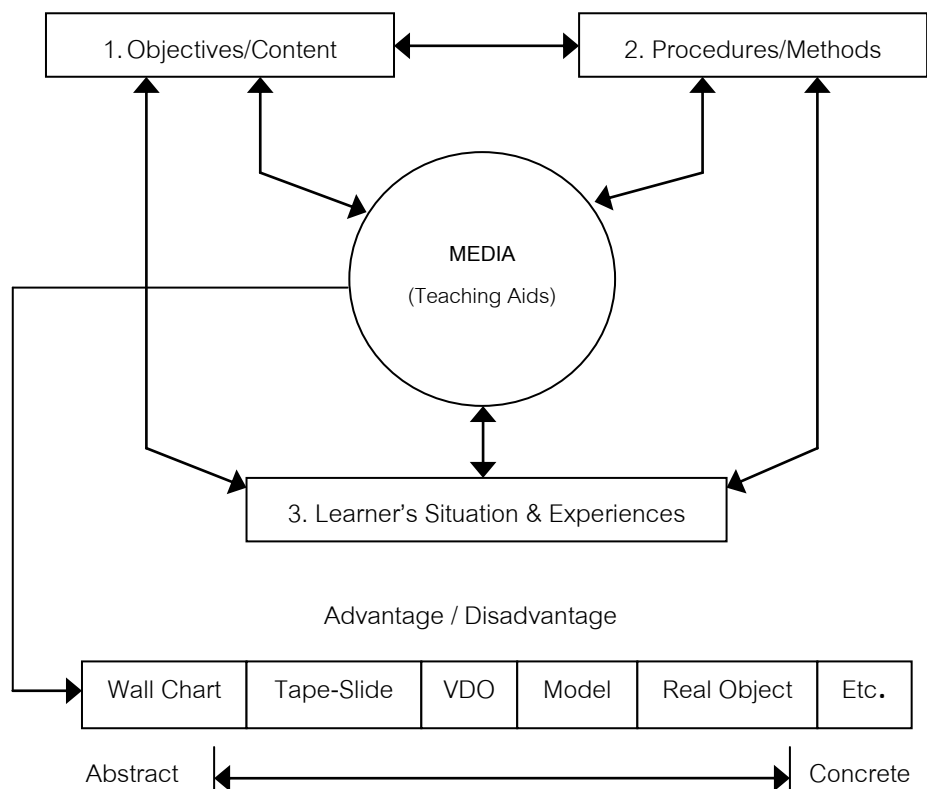 1. Objectives/Content
2. Procedures/Methods
MEDIA
(Teaching Aids)
3. Learner's Situation & Experiences
Advantage / Disadvantage
Wall Chart Tape-Slide VDO Model Real Object Etc.
Abstract Concrete